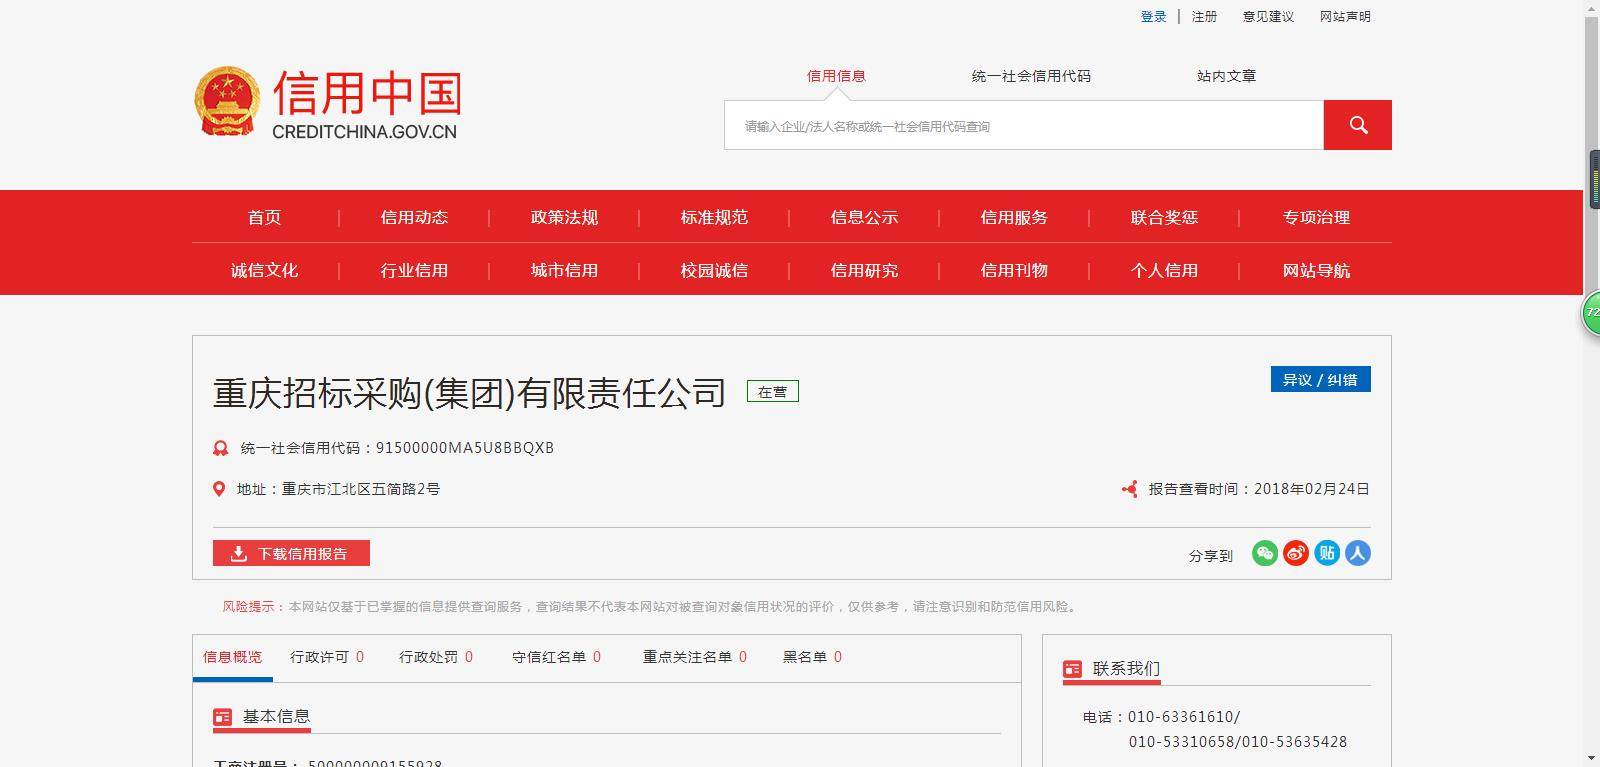 登录 | 注册 意见建议 网站声明
信用中国
CREDITCHINA.GOV.CN
信用信息 统一社会信用代码 站内文章
请输入企业/法人名称或统一社会信用代码查询
首页 | 信用动态 | 政策法规 | 标准规范 | 信息公示 | 信用服务 | 联合奖惩 | 专项治理
诚信文化 | 行业信用 | 城市信用 | 校园诚信 | 信用研究 | 信用刊物 | 个人信用 | 网站导航
72
重庆招标采购(集团)有限责任公司 在营 异议 / 纠错
统一社会信用代码：91500000MA5U8BBQXB
地址：重庆市江北区五简路2号 报告查看时间：2018年02月24日
下载信用报告 分享到 贴 人
风险提示：本网站仅基于已掌握的信息提供查询服务，查询结果不代表本网站对被查询对象信用状况的评价，仅供参考，请注意识别和防范信用风险。
信息概览 行政许可 0 行政处罚 0 守信红名单 0 重点关注名单 0 黑名单 0
基本信息
工商注册号： 500000009155928
联系我们
电话：010-63361610/
010-53310658/010-53635428